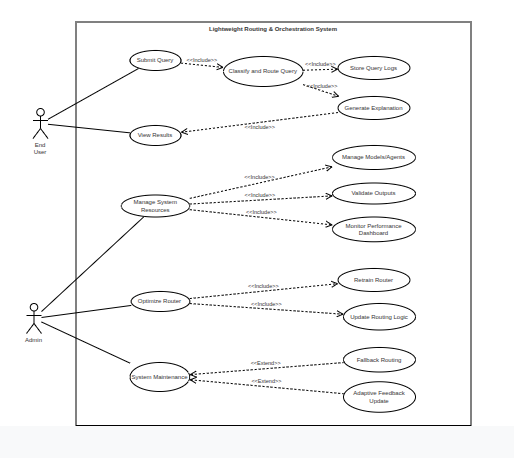 Lightweight Routing & Orchestration System
Submit Query
<<Include>>
Classify and Route Query
<<Include>>
Store Query Logs
<<Include>>
Generate Explanation
End
User
View Results
<<Include>>
Manage Models/Agents
<<Include>>
Manage System
Resources
<<Include>>
Validate Outputs
<<Include>>
Monitor Performance
Dashboard
Retrain Router
<<Include>>
Optimize Router
<<Include>>
Update Routing Logic
Admin
<<Extend>>
Fallback Routing
System Maintenance
<<Extend>>
Adaptive Feedback
Update